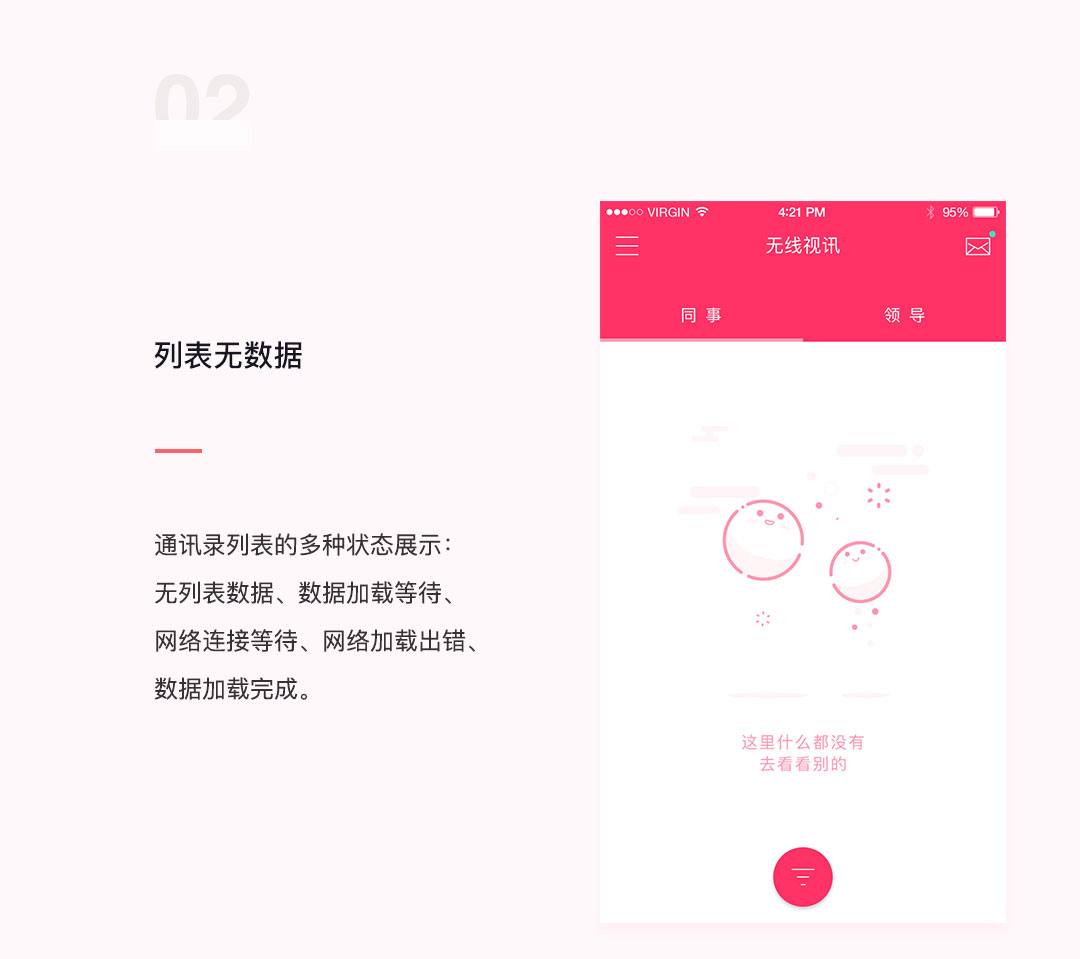 02
列表无数据
通讯录列表的多种状态展示：
无列表数据、数据加载等待、
网络连接等待、网络加载出错、
数据加载完成。
VIRGIN 4:21 PM 95%
无线视讯
同事 领导
这里什么都没有
去看看别的